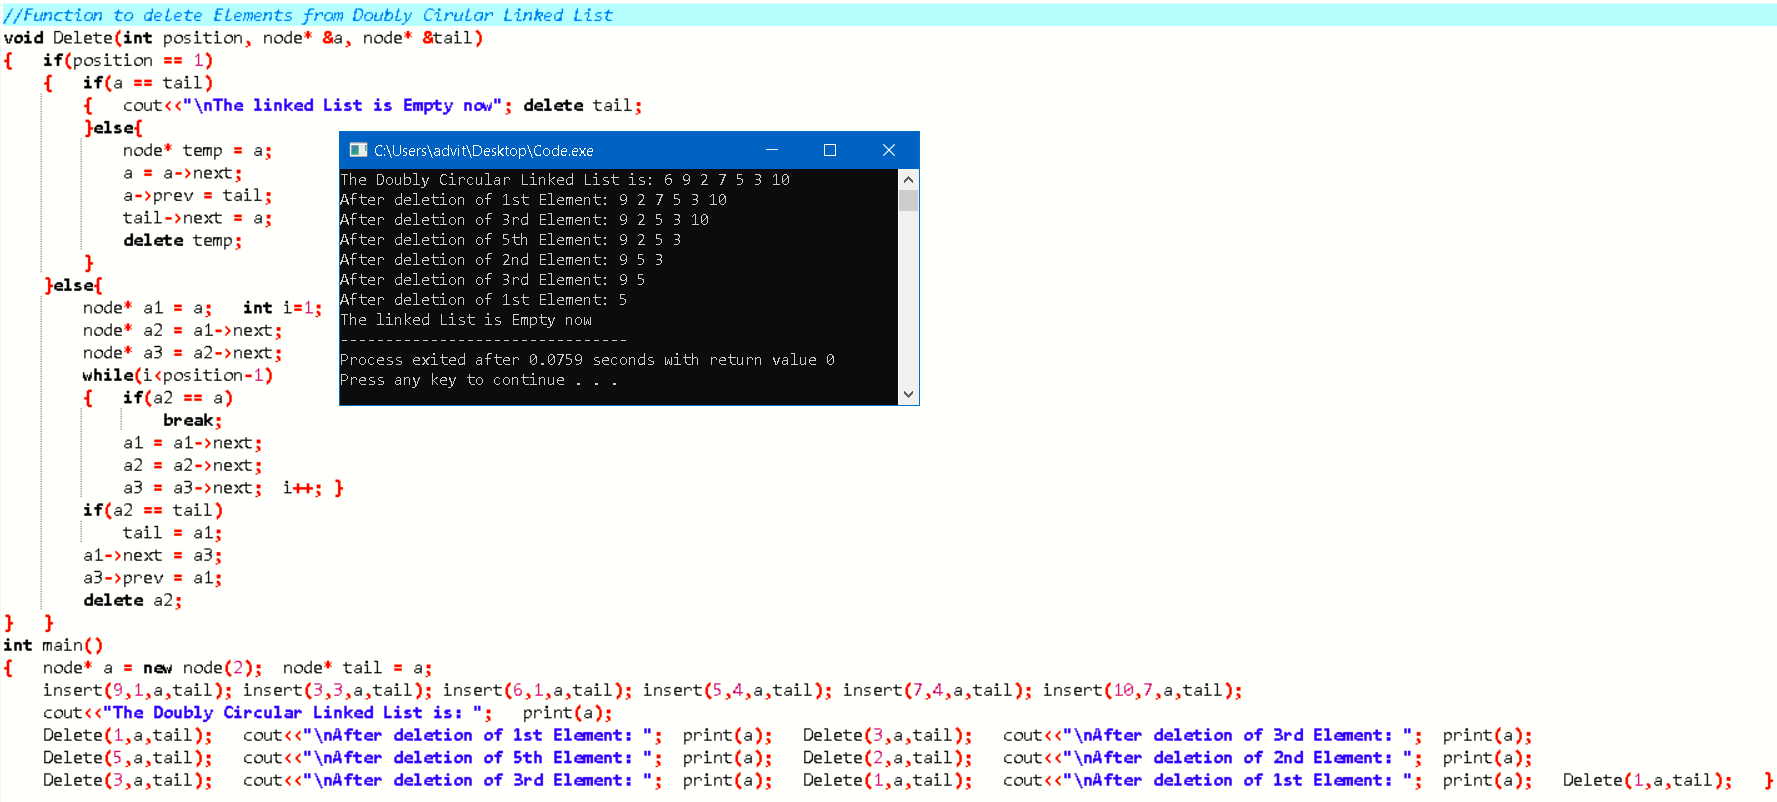 //Function to delete Elements from Doubly Cirular Linked List
void Delete(int position, node* &a, node* &tail)
{   if(position == 1)
    {   if(a == tail)
        {   cout<<"\nThe linked List is Empty now"; delete tail;
        }else{
            node* temp = a;
            a = a->next;
            a->prev = tail;
            tail->next = a;
            delete temp;
        }
    }else{
        node* a1 = a;   int i=1;
        node* a2 = a1->next;
        node* a3 = a2->next;
        while(i<position-1)
        {   if(a2 == a)
                break;
            a1 = a1->next;
            a2 = a2->next;
            a3 = a3->next;  i++; }
        if(a2 == tail)
            tail = a1;
        a1->next = a3;
        a3->prev = a1;
        delete a2;
}   }
int main()
{   node* a = new node(2);  node* tail = a;
    insert(9,1,a,tail); insert(3,3,a,tail); insert(6,1,a,tail); insert(5,4,a,tail); insert(7,4,a,tail); insert(10,7,a,tail);
    cout<<"The Doubly Circular Linked List is: ";   print(a);
    Delete(1,a,tail);   cout<<"\nAfter deletion of 1st Element: ";  print(a);   Delete(3,a,tail);   cout<<"\nAfter deletion of 3rd Element: ";  print(a);
    Delete(5,a,tail);   cout<<"\nAfter deletion of 5th Element: ";  print(a);   Delete(2,a,tail);   cout<<"\nAfter deletion of 2nd Element: ";  print(a);
    Delete(3,a,tail);   cout<<"\nAfter deletion of 3rd Element: ";  print(a);   Delete(1,a,tail);   cout<<"\nAfter deletion of 1st Element: ";  print(a);   Delete(1,a,tail);   }
C:\Users\advit\Desktop\Code.exe
The Doubly Circular Linked List is: 6 9 2 7 5 3 10
After deletion of 1st Element: 9 2 7 5 3 10
After deletion of 3rd Element: 9 2 5 3 10
After deletion of 5th Element: 9 2 5 3
After deletion of 2nd Element: 9 5 3
After deletion of 3rd Element: 9 5
After deletion of 1st Element: 5
The linked List is Empty now
--------------------------------
Process exited after 0.0759 seconds with return value 0
Press any key to continue . . .